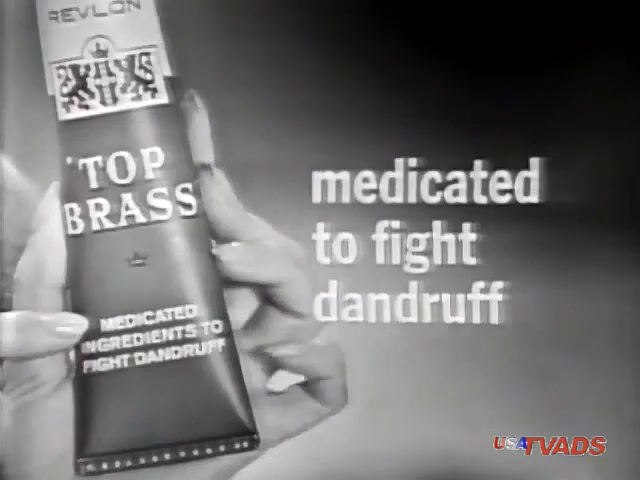 REVLON
'TOP
BRASS
MEDICATED
INGREDIENTS TO
FIGHT DANDRUFF
medicated
to fight
dandruff
USATVADS